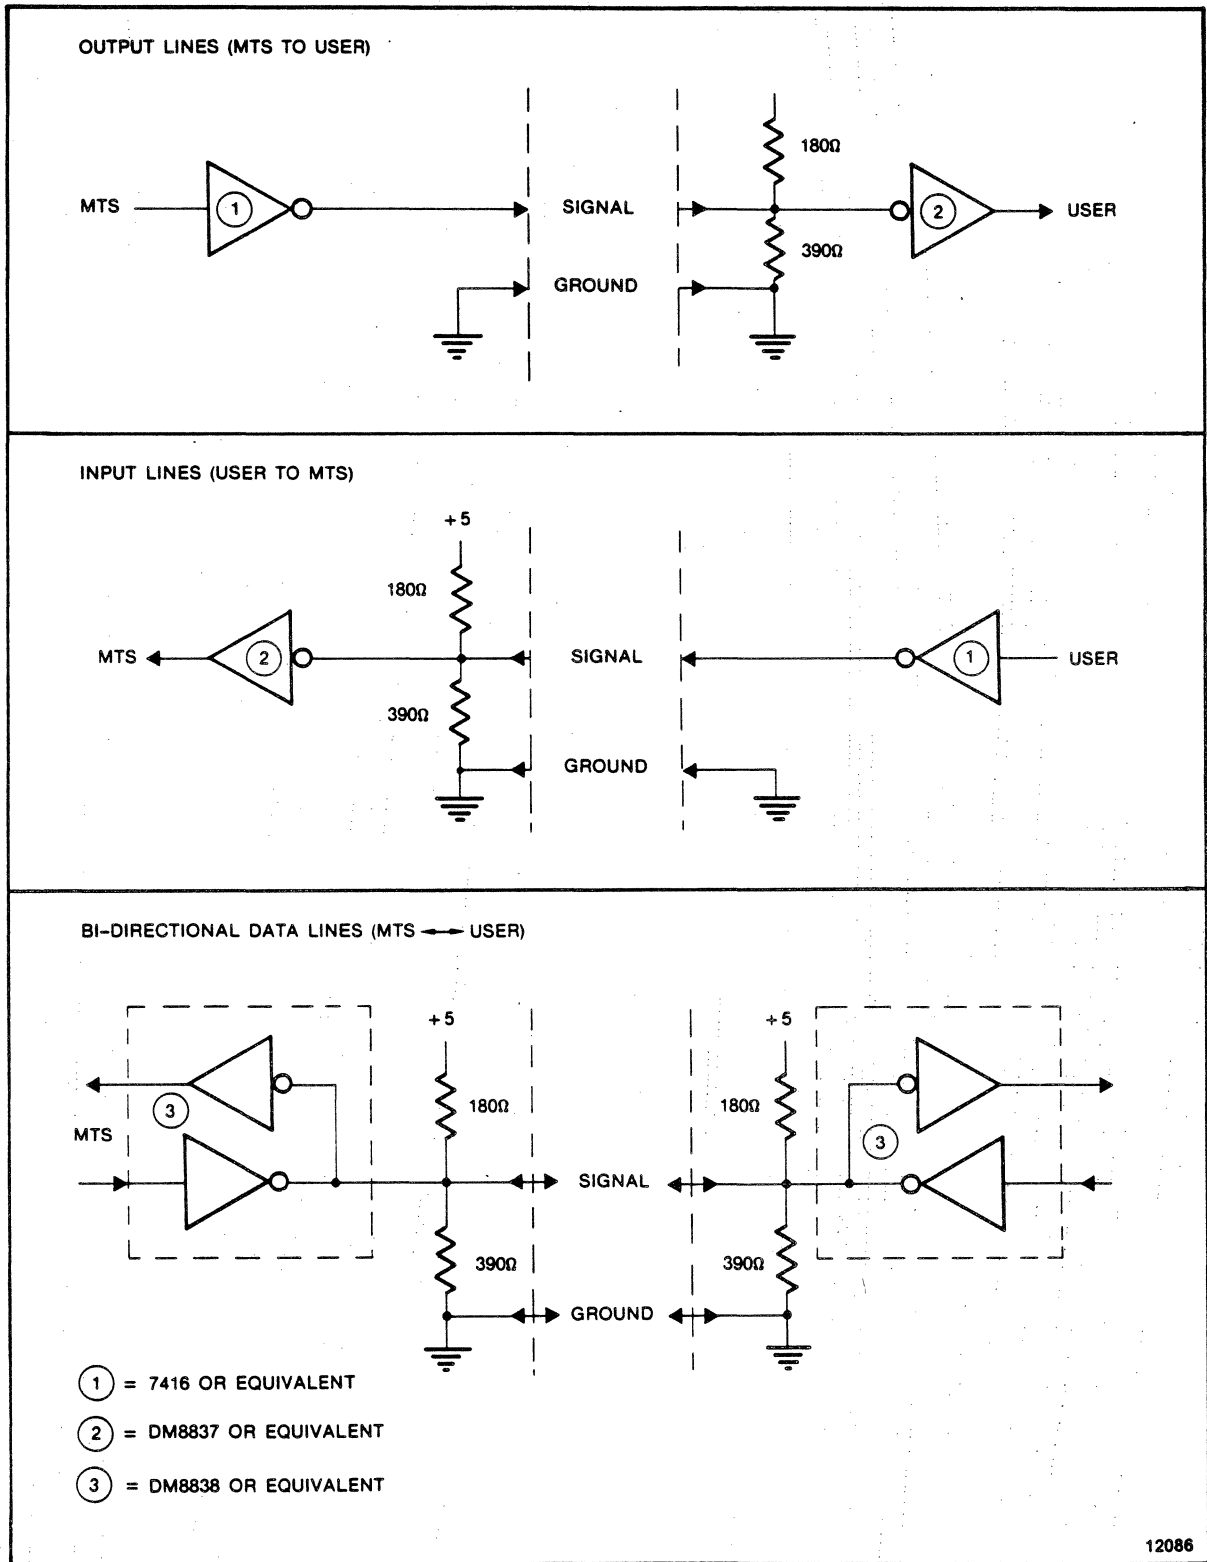 OUTPUT LINES (MTS TO USER)
180Ω
MTS
1
SIGNAL
2
USER
390Ω
GROUND
INPUT LINES (USER TO MTS)
+5
180Ω
MTS
2
SIGNAL
1
USER
390Ω
GROUND
BI-DIRECTIONAL DATA LINES (MTS ⟷ USER)
+5
+5
180Ω
180Ω
3
MTS
3
SIGNAL
390Ω
390Ω
GROUND
1 = 7416 OR EQUIVALENT
2 = DM8837 OR EQUIVALENT
3 = DM8838 OR EQUIVALENT
12086